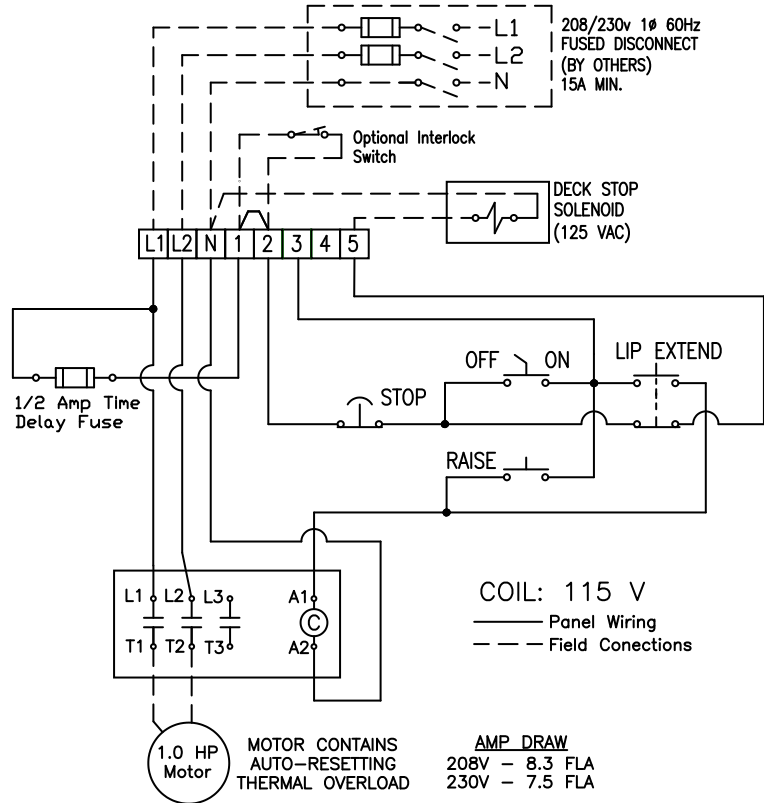 L1
L2
N
208/230v 1ø 60Hz
FUSED DISCONNECT
(BY OTHERS)
15A MIN.
Optional Interlock
Switch
DECK STOP
SOLENOID
(125 VAC)
L1 L2 N 1 2 3 4 5
OFF ON
LIP EXTEND
STOP
1/2 Amp Time
Delay Fuse
RAISE
L1 L2 L3 A1
C
T1 T2 T3 A2
COIL: 115 V
Panel Wiring
Field Conections
1.0 HP
Motor
MOTOR CONTAINS
AUTO-RESETTING
THERMAL OVERLOAD
AMP DRAW
208V - 8.3 FLA
230V - 7.5 FLA